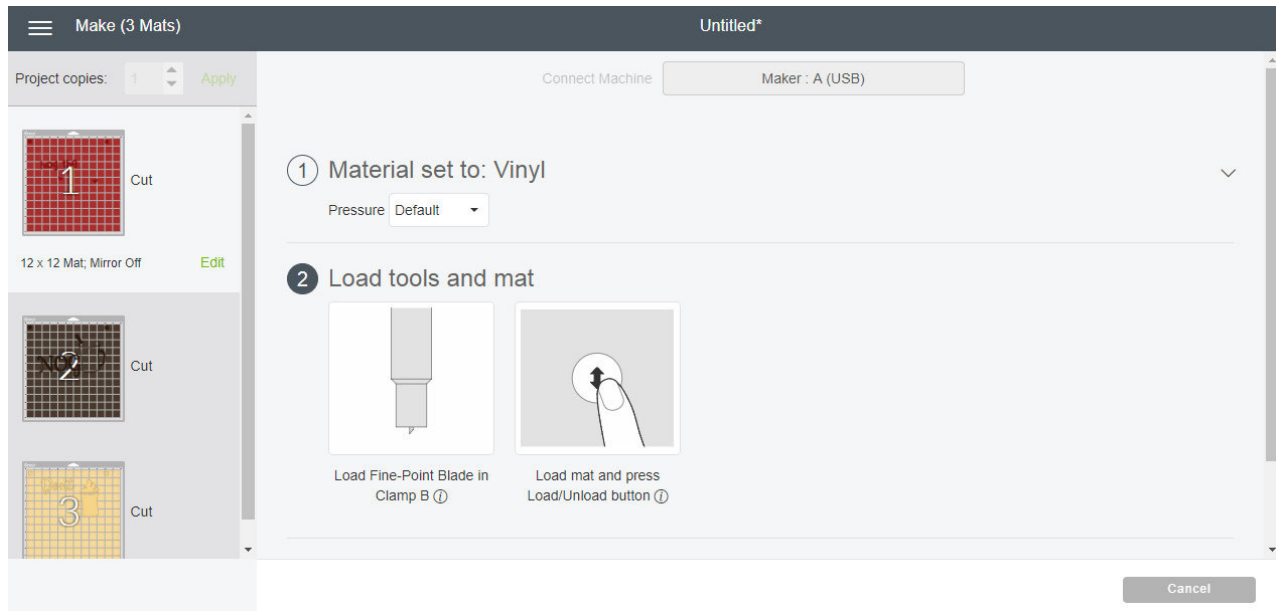 Make (3 Mats)
Untitled*
Project copies:
1
Apply
Connect Machine
Maker : A (USB)
1
Cut
12 x 12 Mat; Mirror Off
Edit
2
Cut
3
Cut
1 Material set to: Vinyl
Pressure Default
2 Load tools and mat
Load Fine-Point Blade in
Clamp B i
Load mat and press
Load/Unload button i
Cancel